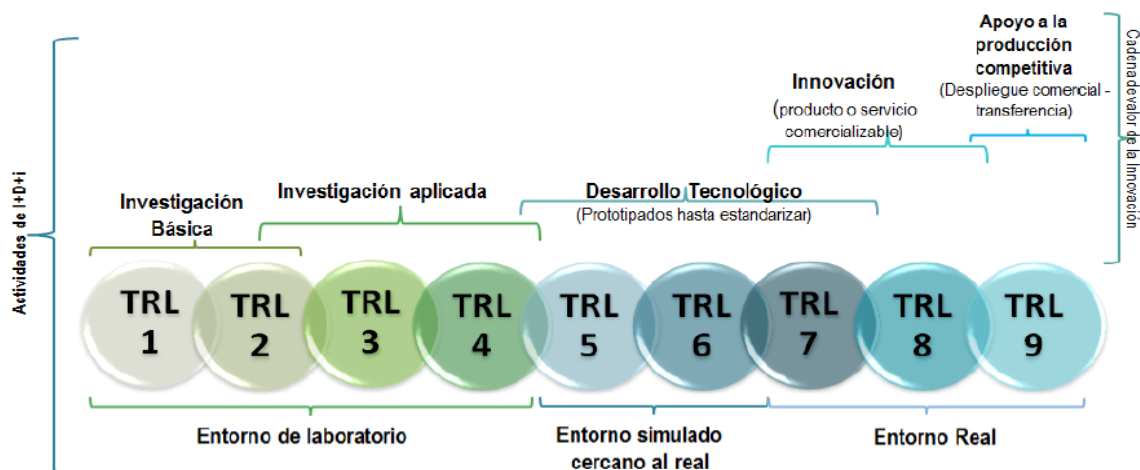 Apoyo a la
producción
competitiva
(Despliegue comercial -
transferencia)
Innovación
(producto o servicio
comercializable)
Cadena de valor de la Innovación
Actividades de I+D+i
Investigación
Básica
Investigación aplicada
Desarrollo Tecnológico
(Prototipados hasta estandarizar)
TRL
1
TRL
2
TRL
3
TRL
4
TRL
5
TRL
6
TRL
7
TRL
8
TRL
9
Entorno de laboratorio
Entorno simulado
cercano al real
Entorno Real